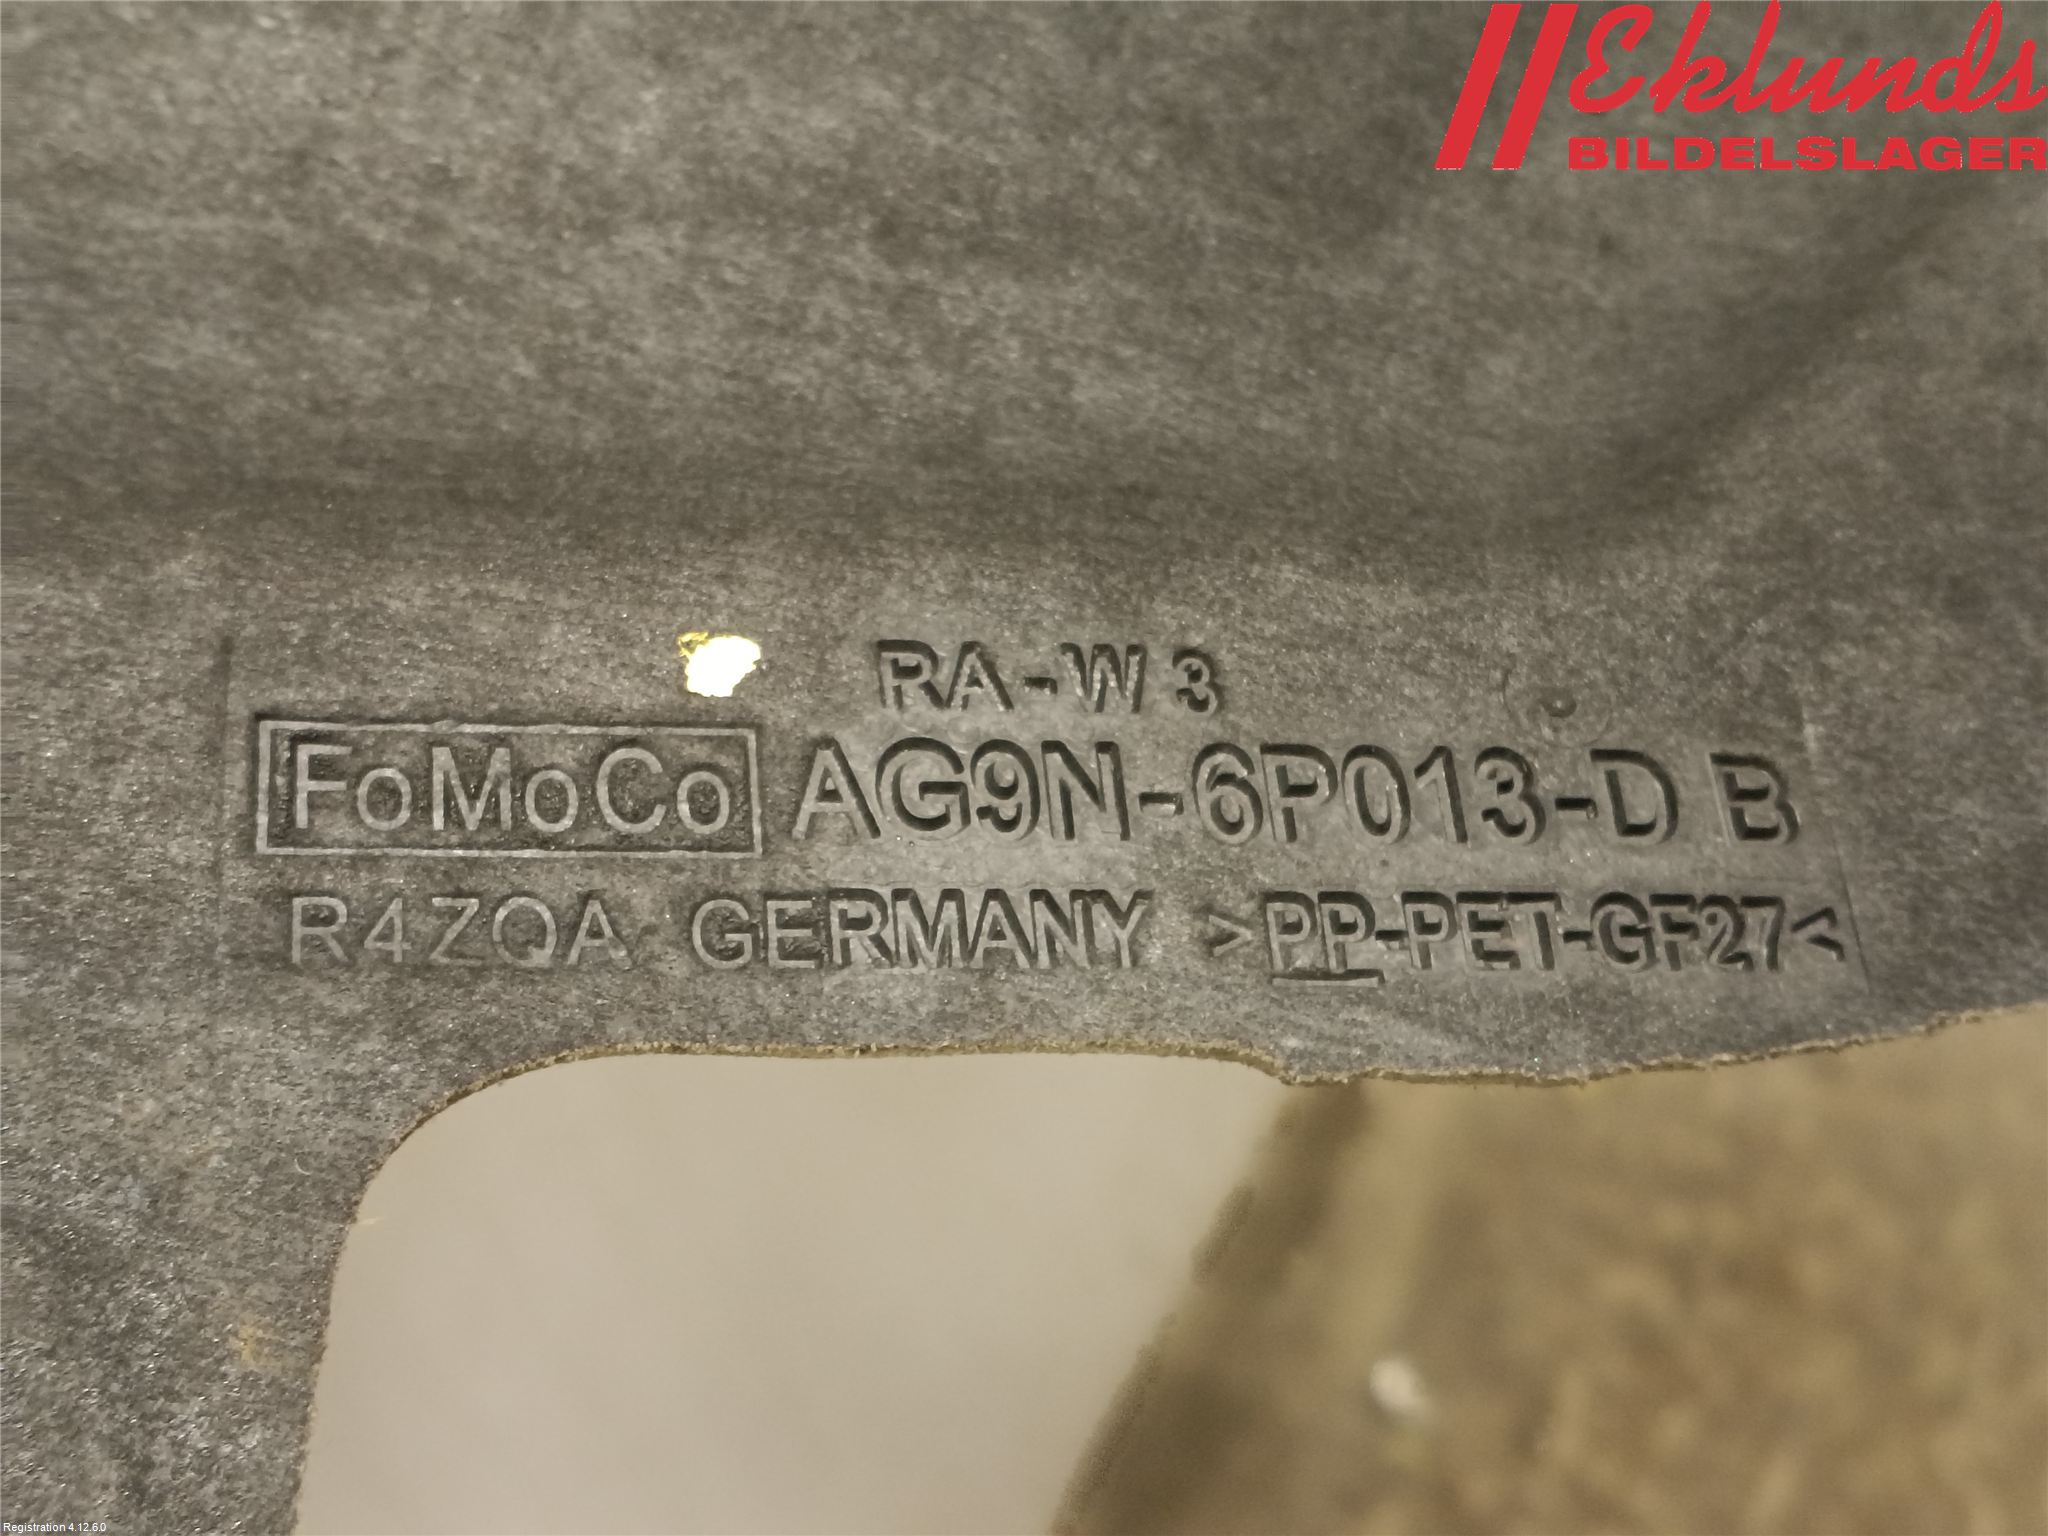 Eklunds
BILDELSLAGER
RA-W 3
FoMoCo AG9N-6P013-D B
R4ZQA GERMANY >PP-PET-GF27<
Registration 4.12.6.0